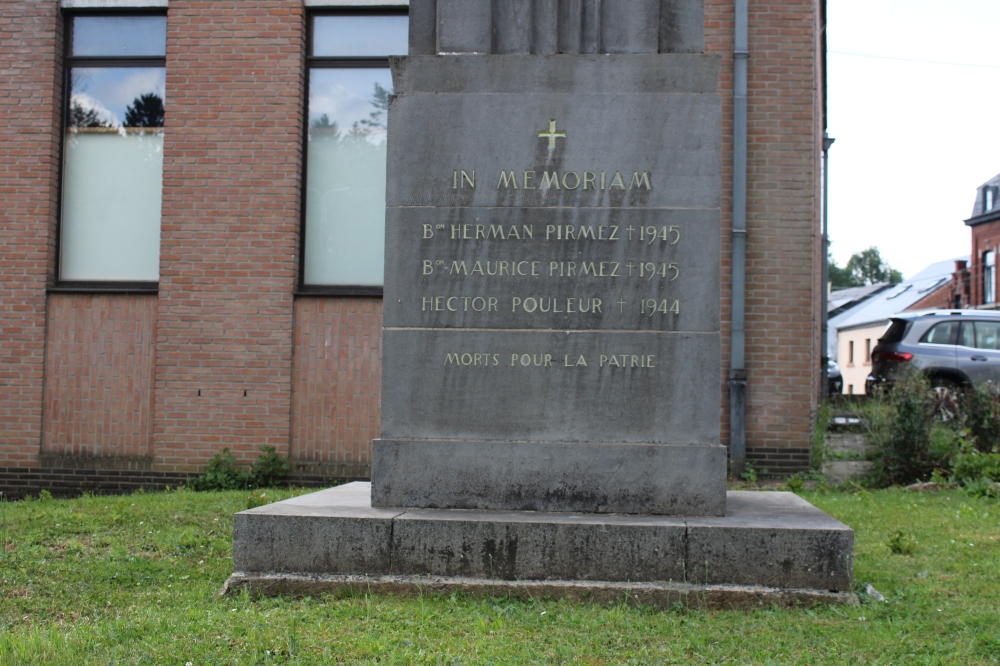 IN MEMORIAM
Bᵒⁿ HERMAN PIRMEZ † 1945
Bᵒⁿ MAURICE PIRMEZ † 1945
HECTOR POULEUR † 1944
MORTS POUR LA PATRIE